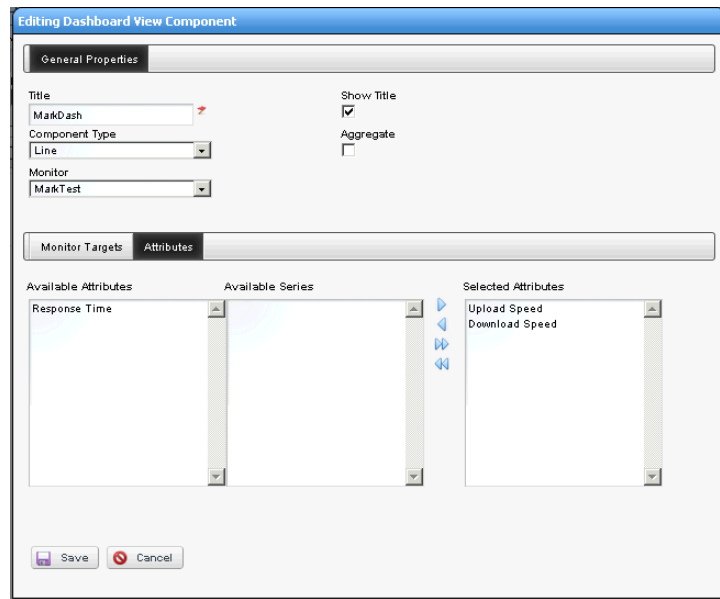 Editing Dashboard View Component
General Properties
Title
Show Title
MarkDash
Component Type
Aggregate
Line
Monitor
MarkTest
Monitor Targets
Attributes
Available Attributes
Available Series
Selected Attributes
Response Time
Upload Speed
Download Speed
Save
Cancel